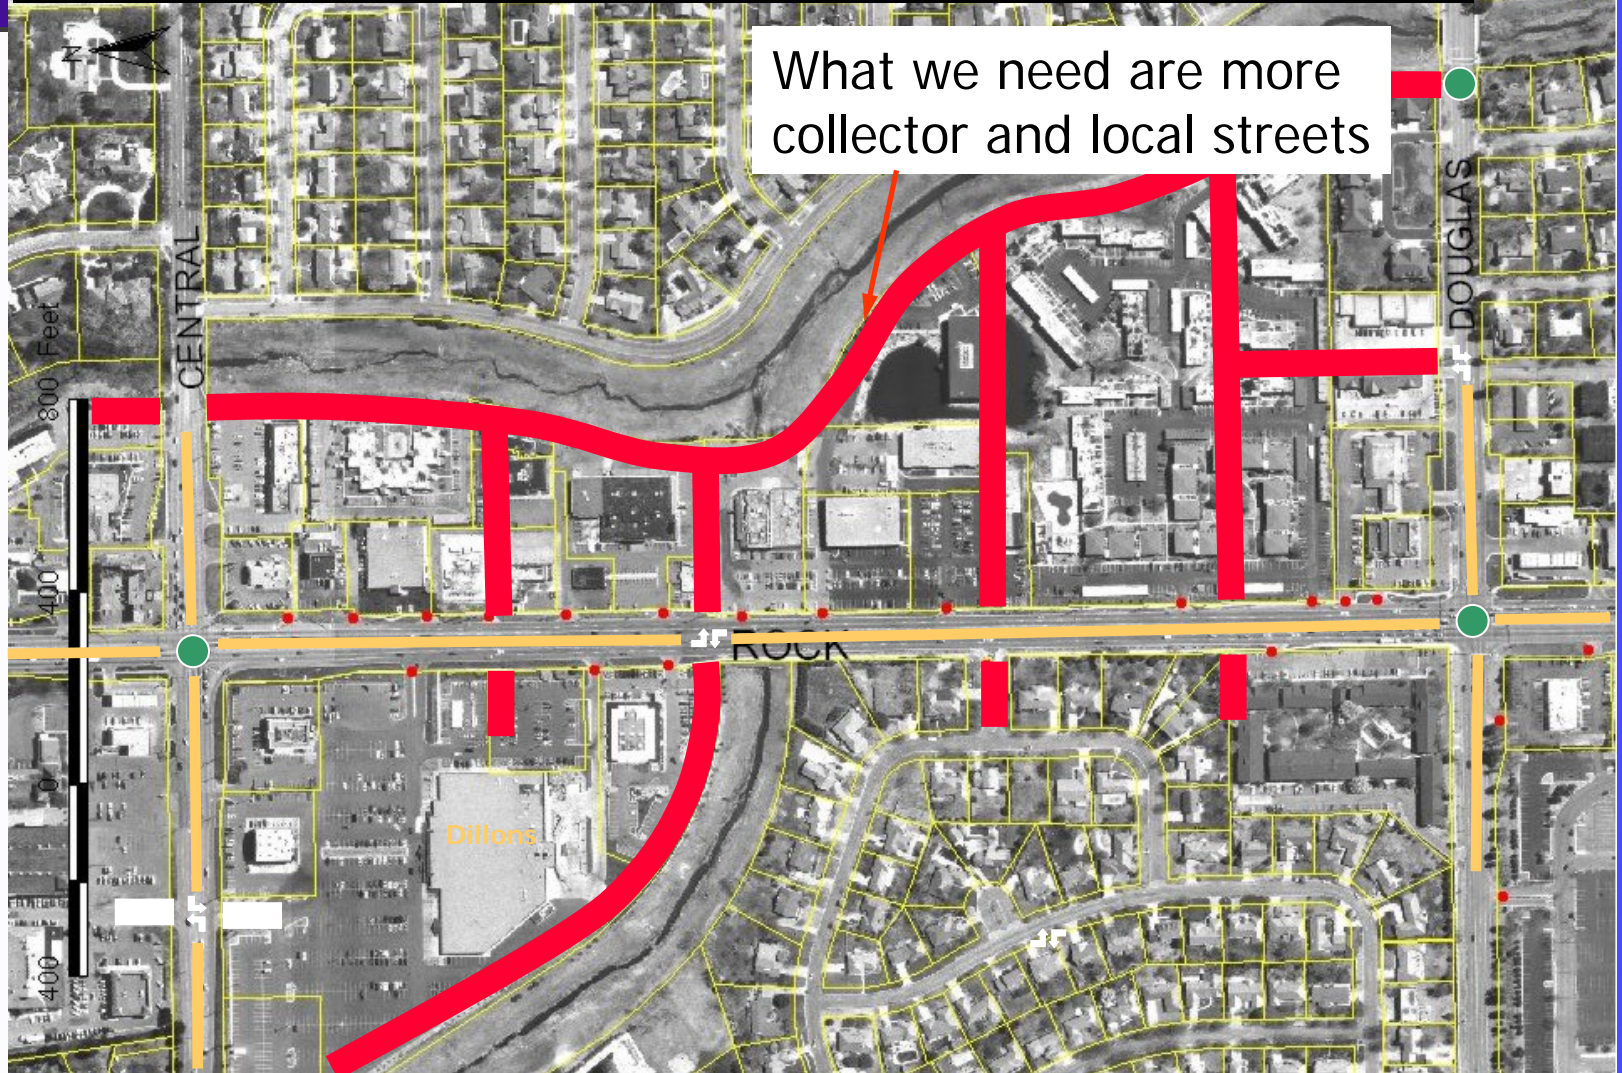 What we need are more
collector and local streets
N
CENTRAL
DOUGLAS
800 Feet
400
0
400
ROCK
Dillons